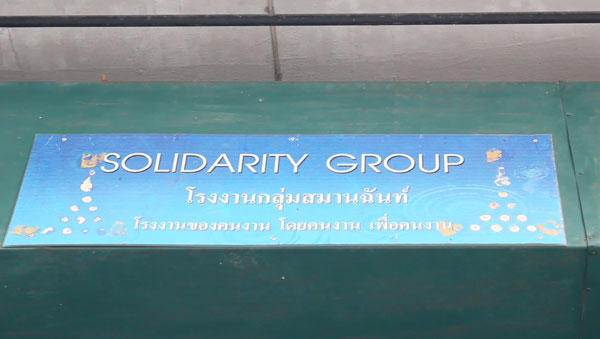 SOLIDARITY GROUP
โรงงานกลุ่มสมานฉันท์
โรงงานของคนงาน โดยคนงาน เพื่อคนงาน